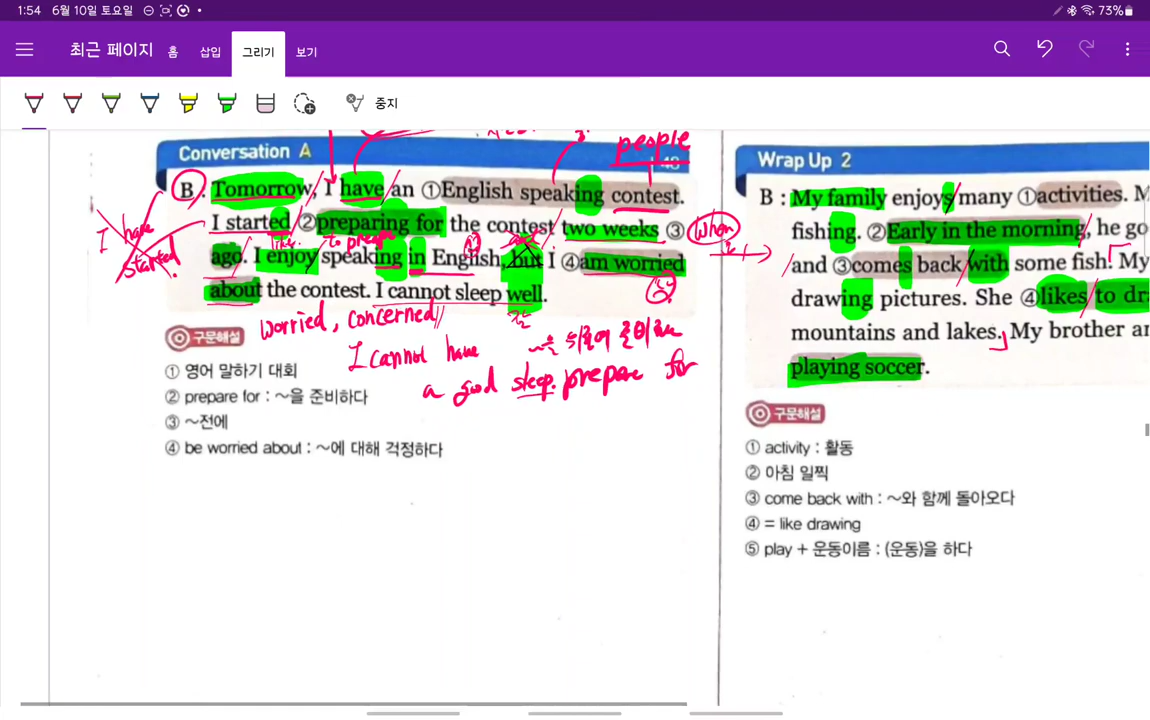 1:54 6월 10일 토요일 73%
최근 페이지 홈 삽입 그리기 보기
중지
people
Conversation A
B : Tomorrow, I have an ①English speaking contest.
I started ②preparing for the contest two weeks ③
When
I have
started.
like.
to prepare
ago. I enjoy speaking in English, but I ④am worried
about the contest. I cannot sleep well.
잘
worried, concerned
I cannot have
a good sleep. prepare for
구문해설
① 영어 말하기 대회
② prepare for : ~을 준비하다
③ ~전에
④ be worried about : ~에 대해 걱정하다
Wrap Up 2
B : My family enjoys many ①activities. M
fishing. ②Early in the morning, he go
and ③comes back with some fish. My
drawing pictures. She ④likes to dr
mountains and lakes. My brother an
playing soccer.
구문해설
① activity : 활동
② 아침 일찍
③ come back with : ~와 함께 돌아오다
④ = like drawing
⑤ play + 운동이름 : (운동)을 하다